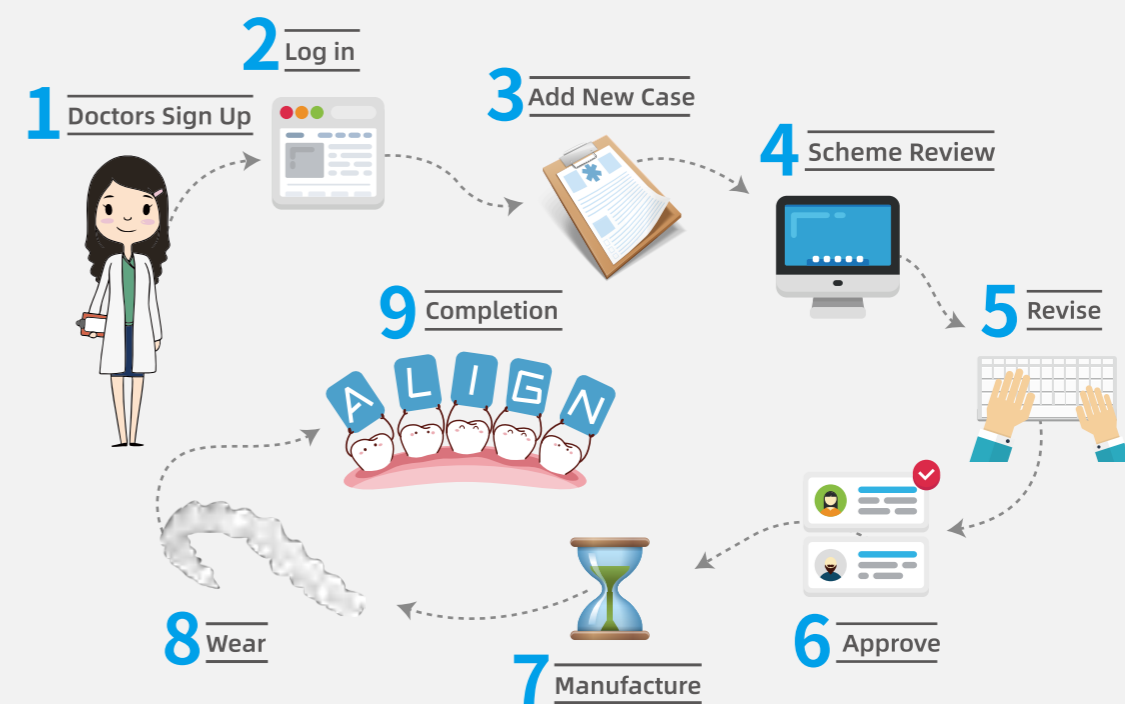 1 Doctors Sign Up
2 Log in
3 Add New Case
4 Scheme Review
5 Revise
6 Approve
7 Manufacture
8 Wear
9 Completion
A L I G N